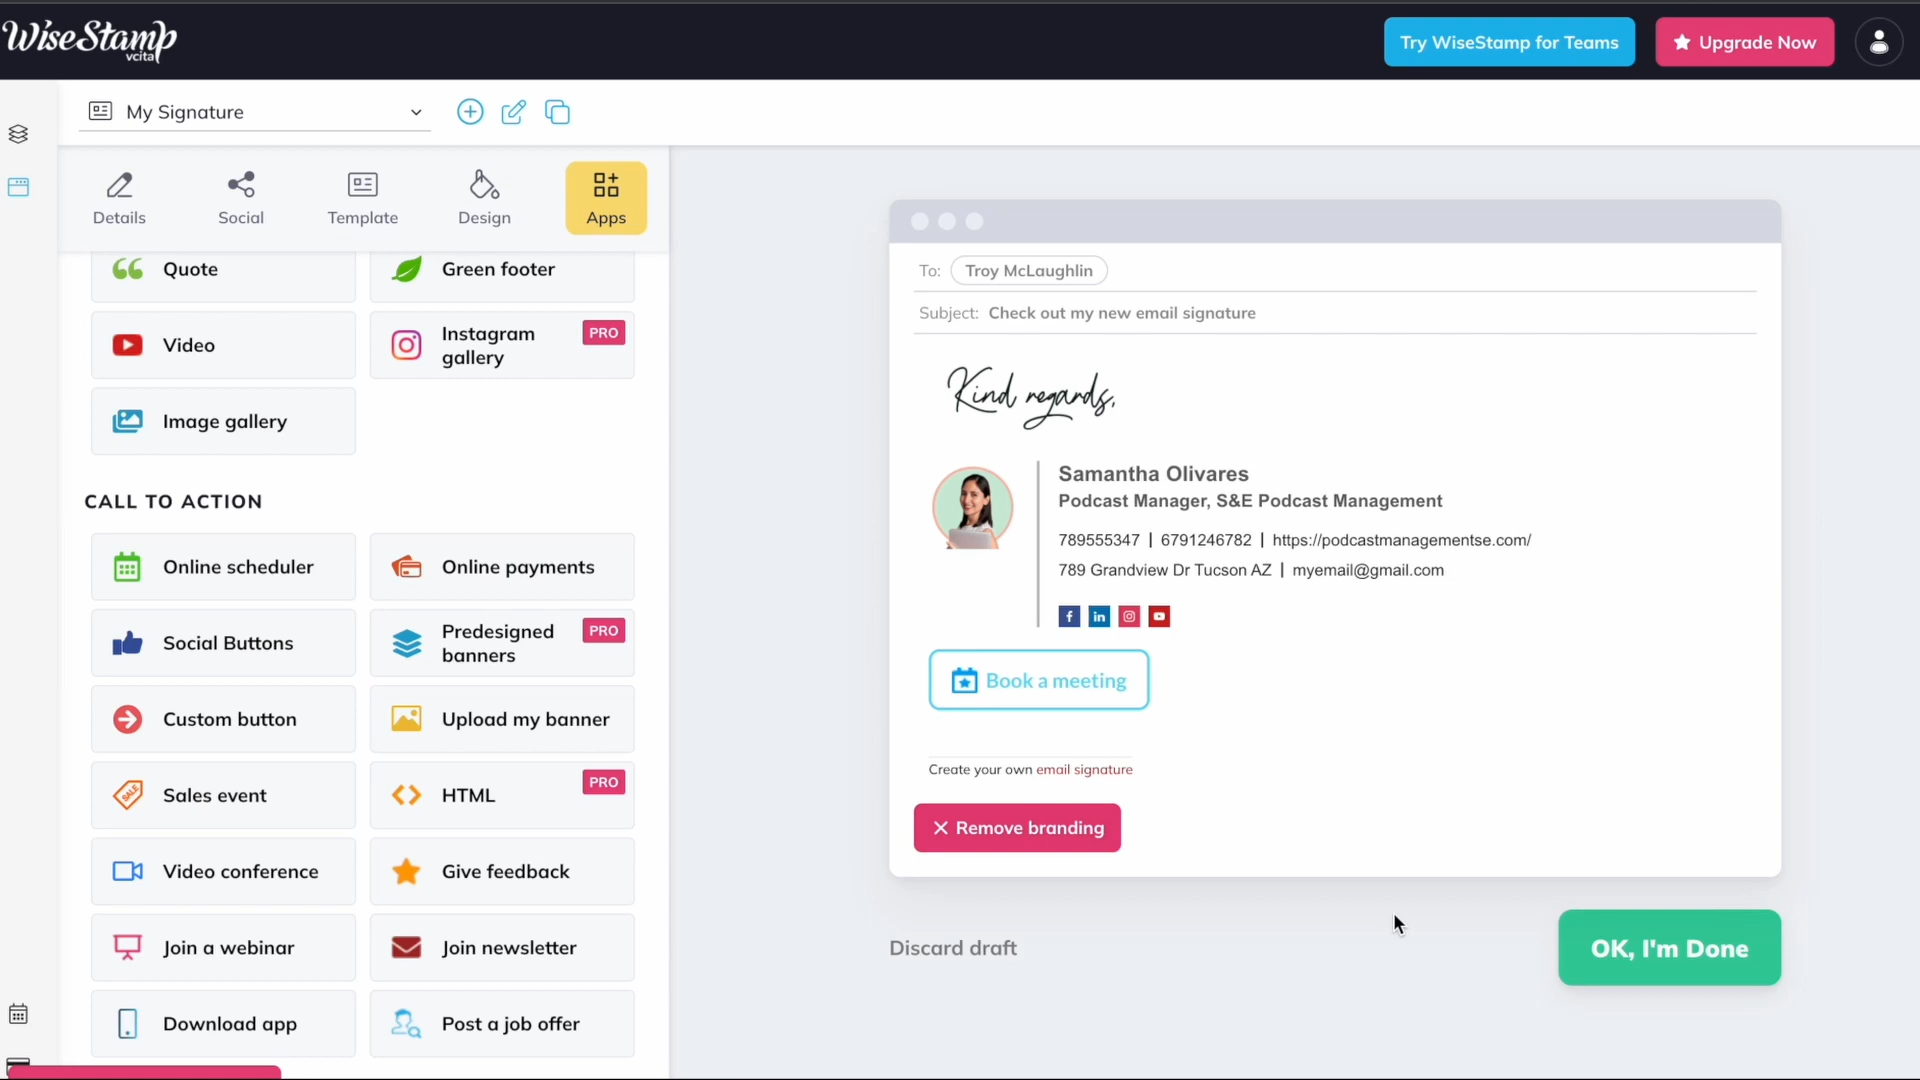 WiseStamp
vcita
Try WiseStamp for Teams
Upgrade Now
My Signature
Details
Social
Template
Design
Apps
Quote
Green footer
Video
Instagram
gallery
PRO
Image gallery
CALL TO ACTION
Online scheduler
Online payments
Social Buttons
Predesigned
banners
PRO
Custom button
Upload my banner
SALE
Sales event
HTML
PRO
Video conference
Give feedback
Join a webinar
Join newsletter
Download app
Post a job offer
To: Troy McLaughlin
Subject: Check out my new email signature
Kind regards,
Samantha Olivares
Podcast Manager, S&E Podcast Management
789555347 | 6791246782 | https://podcastmanagementse.com/
789 Grandview Dr Tucson AZ | myemail@gmail.com
f in
Book a meeting
Create your own email signature
Remove branding
Discard draft
OK, I'm Done